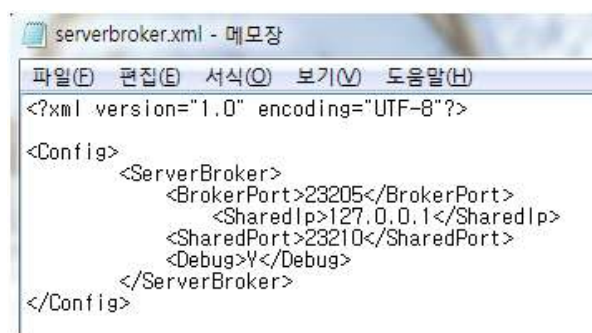 serverbroker.xml - 메모장
파일(F) 편집(E) 서식(O) 보기(V) 도움말(H)
<?xml version="1.0" encoding="UTF-8"?>
<Config>
<ServerBroker>
<BrokerPort>23205</BrokerPort>
<SharedIp>127.0.0.1</SharedIp>
<SharedPort>23210</SharedPort>
<Debug>Y</Debug>
</ServerBroker>
</Config>